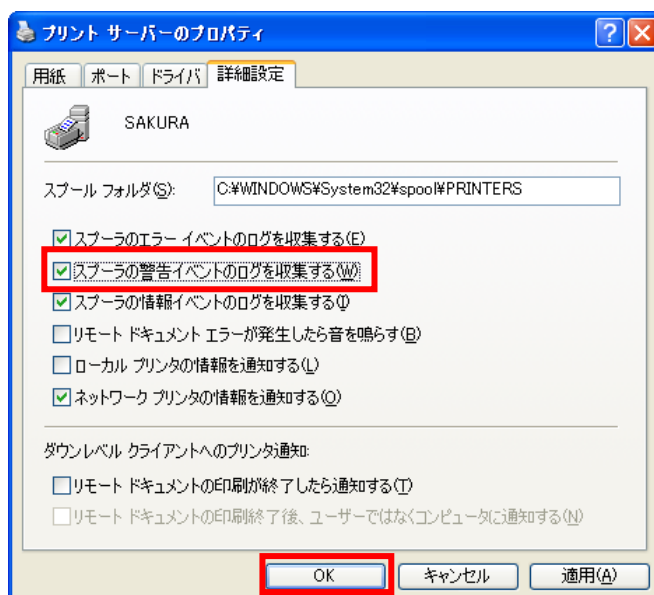 プリント サーバーのプロパティ
用紙 ポート ドライバ 詳細設定
SAKURA
スプール フォルダ(S): C:¥WINDOWS¥System32¥spool¥PRINTERS
スプーラのエラー イベントのログを収集する(E)
スプーラの警告イベントのログを収集する(W)
スプーラの情報イベントのログを収集する(I)
リモート ドキュメント エラーが発生したら音を鳴らす(B)
ローカル プリンタの情報を通知する(L)
ネットワーク プリンタの情報を通知する(O)
ダウンレベル クライアントへのプリンタ通知:
リモート ドキュメントの印刷が終了したら通知する(T)
リモート ドキュメントの印刷終了後、ユーザーではなくコンピュータに通知する(N)
OK キャンセル 適用(A)